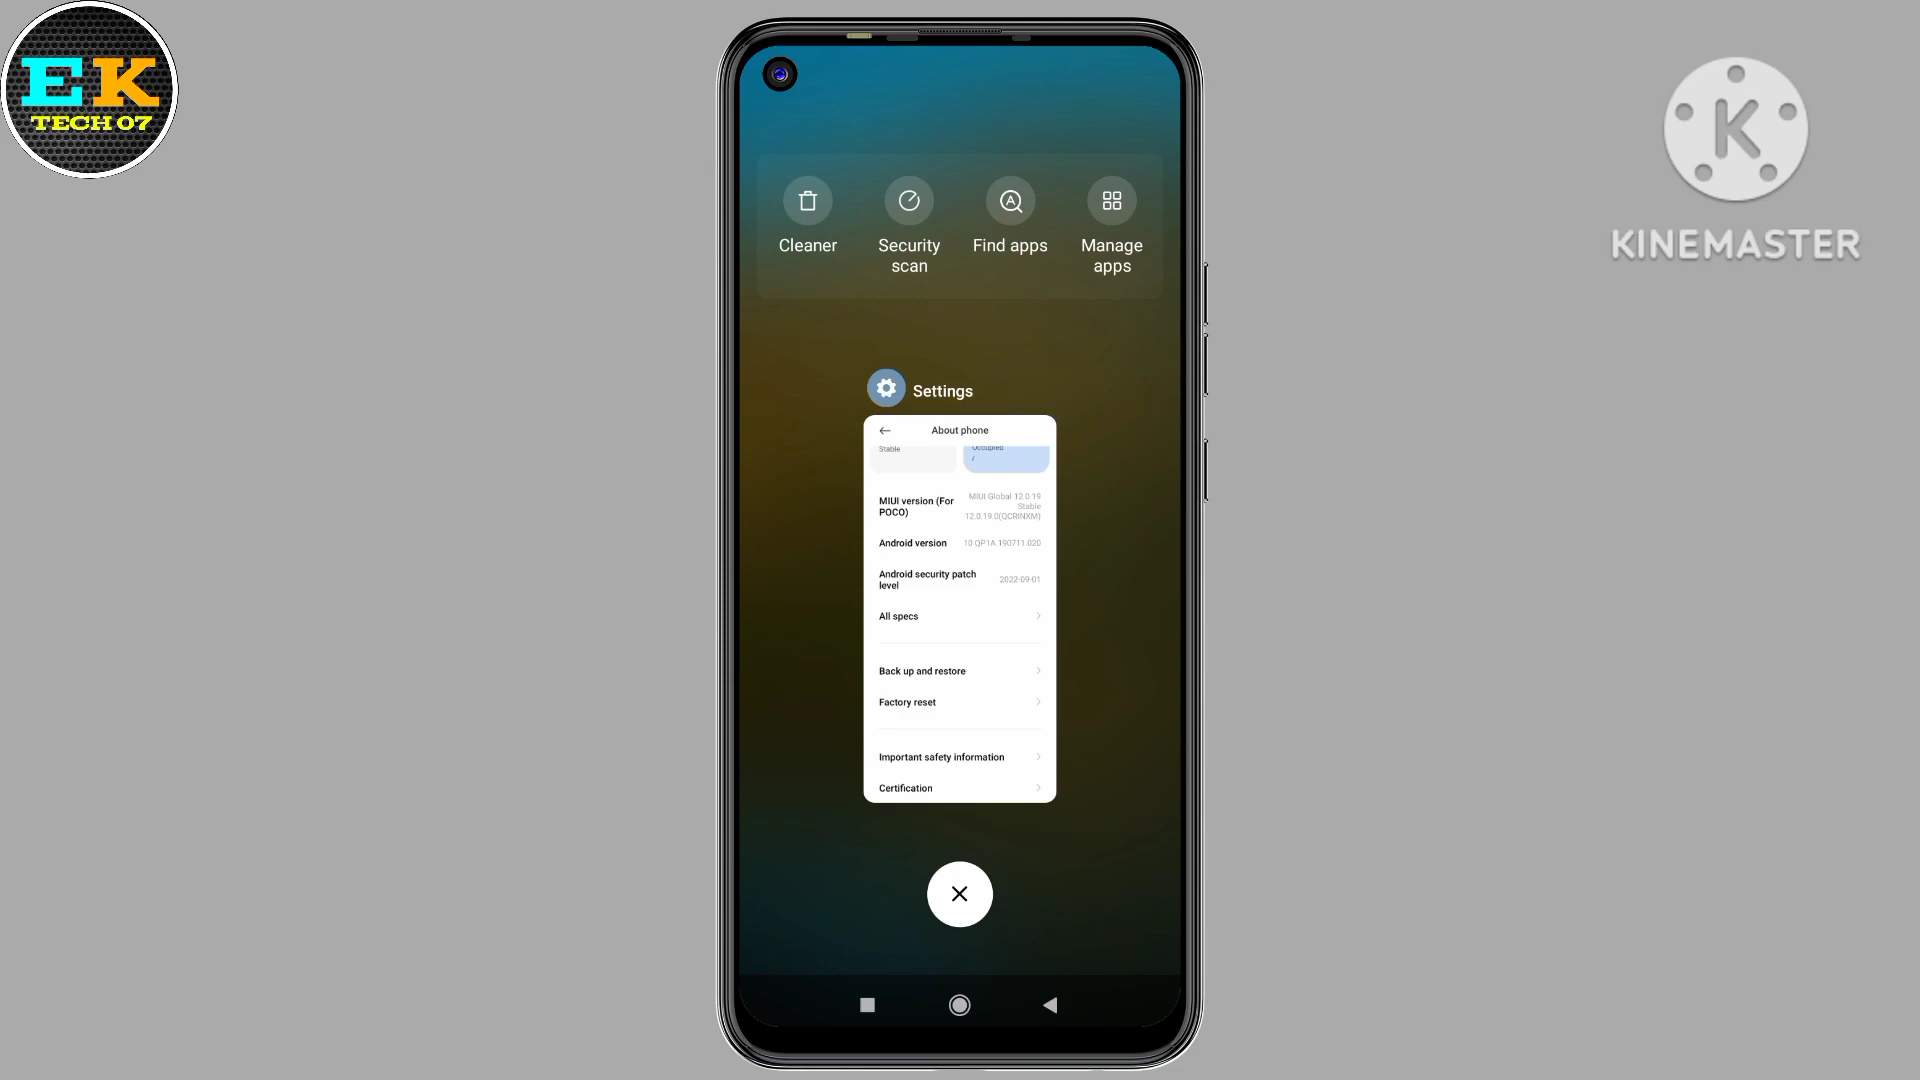 EK
TECH 07
KINEMASTER
Cleaner
Security scan
Find apps
Manage apps
Settings
About phone
Stable
Occupied
/
MIUI version (For POCO)
MIUI Global 12.0.19
Stable
12.0.19.0(QCRINXM)
Android version
10 QP1A.190711.020
Android security patch level
2022-09-01
All specs
Back up and restore
Factory reset
Important safety information
Certification